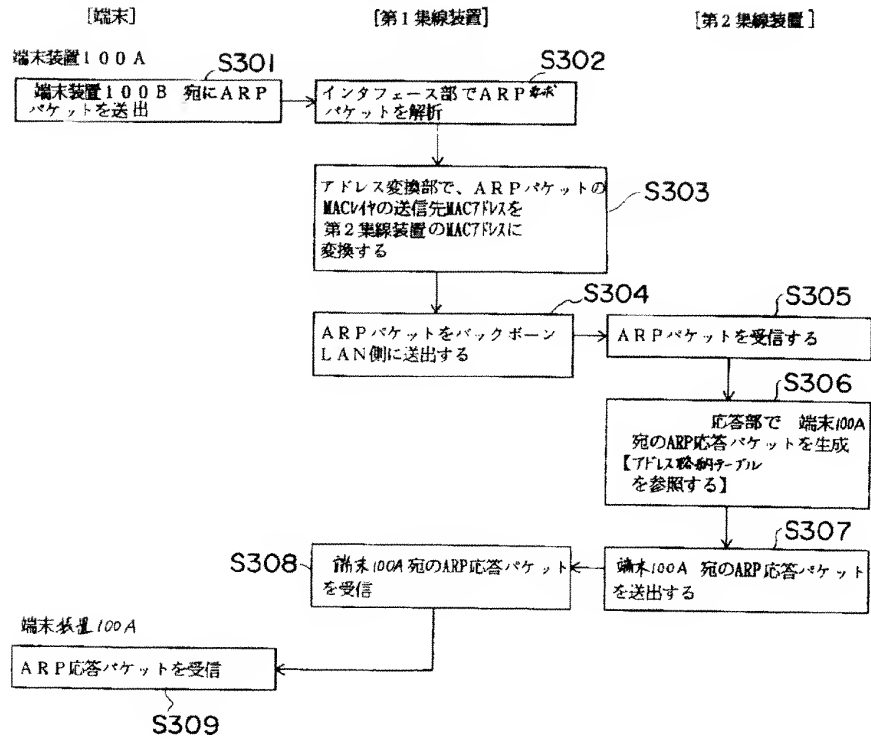 [端末]
[第1集線装置]
[第2集線装置]
端末装置100A
S301
端末装置100B 宛にARP
パケットを送出
S302
インタフェース部でARP
パケットを解析
アドレス変換部で、ARPパケットの
MACレイヤの送信先MACアドレスを
第2集線装置のMACアドレスに
変換する
S303
S304
ARPパケットをバックボーン
LAN側に送出する
S305
ARPパケットを受信する
S306
応答部で 端末100A
宛のARP応答パケットを生成
【アドレステーブル
を参照する】
S307
端末100A 宛のARP応答パケット
を送出する
S308
端末100A宛のARP応答パケット
を受信
端末装置100A
ARP応答パケットを受信
S309